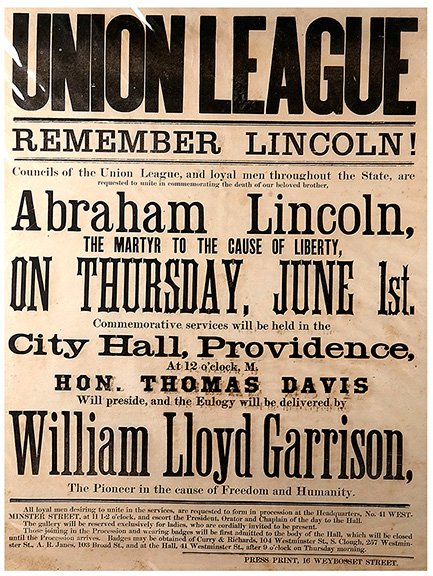 UNION LEAGUE
REMEMBER LINCOLN!
Councils of the Union League, and loyal men throughout the State, are
requested to unite in commemorating the death of our beloved brother,
Abraham Lincoln,
THE MARTYR TO THE CAUSE OF LIBERTY,
ON THURSDAY, JUNE 1st.
Commemorative services will be held in the
City Hall, Providence,
At 12 o'clock, M.
HON. THOMAS DAVIS
Will preside, and the Eulogy will be delivered by
William Lloyd Garrison,
The Pioneer in the cause of Freedom and Humanity.
All loyal men desiring to unite in the services, are requested to form in procession at the Headquarters, No. 41 WEST-
MINSTER STREET, at 11 1-2 o'clock, and escort the President, Orator and Chaplain of the day to the Hall.
The gallery will be reserved exclusively for ladies, who are cordially invited to be present.
Those joining in the Procession and wearing badges will be first admitted to the body of the Hall, which will be closed
until the Procession arrives. Badges may be obtained of Curry & Richards, 104 Westminster St., S. Clough, 257 Westmin-
ster St., A. R. Janes, 103 Broad St., and at the Hall, 41 Westminster St., after 9 o'clock on Thursday morning.
PRESS PRINT, 16 WEYBOSSET STREET.